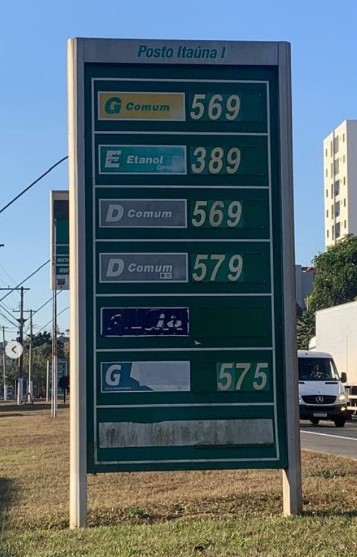 Posto Itaúna I
G Comum 569
E Etanol 389
D Comum 569
D Comum 579
G 575